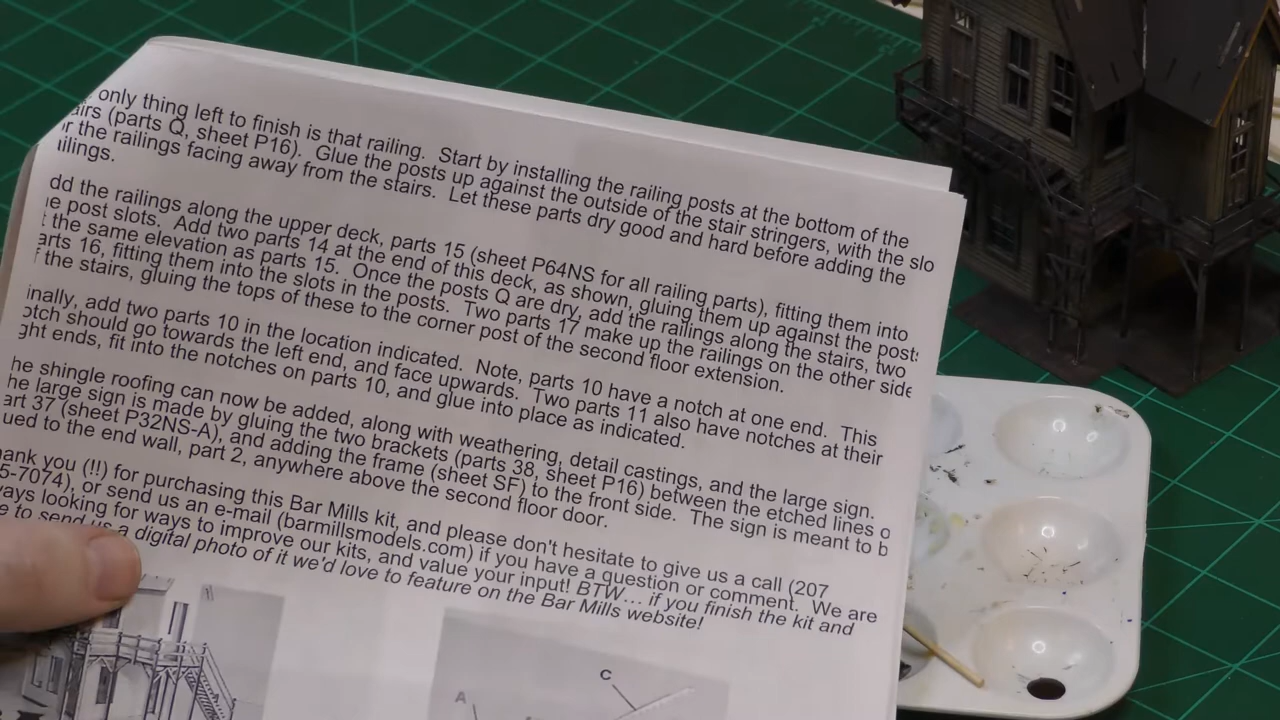 only thing left to finish is that railing. Start by installing the railing posts at the bottom of the
airs (parts Q, sheet P16). Glue the posts up against the outside of the stair stringers, with the slo
r the railings facing away from the stairs. Let these parts dry good and hard before adding the
ilings.
dd the railings along the upper deck, parts 15 (sheet P64NS for all railing parts), fitting them into
e post slots. Add two parts 14 at the end of this deck, as shown, gluing them up against the posts
t the same elevation as parts 15. Once the posts Q are dry, add the railings along the stairs, two
arts 16, fitting them into the slots in the posts. Two parts 17 make up the railings on the other side
f the stairs, gluing the tops of these to the corner post of the second floor extension.
inally, add two parts 10 in the location indicated. Note, parts 10 have a notch at one end. This
otch should go towards the left end, and face upwards. Two parts 11 also have notches at their
ght ends, fit into the notches on parts 10, and glue into place as indicated.
he shingle roofing can now be added, along with weathering, detail castings, and the large sign.
he large sign is made by gluing the two brackets (parts 38, sheet P16) between the etched lines o
art 37 (sheet P32NS-A), and adding the frame (sheet SF) to the front side. The sign is meant to b
ued to the end wall, part 2, anywhere above the second floor door.
ank you (!!) for purchasing this Bar Mills kit, and please don't hesitate to give us a call (207
5-7074), or send us an e-mail (barmillsmodels.com) if you have a question or comment. We are
ways looking for ways to improve our kits, and value your input! BTW... if you finish the kit and
e to send us a digital photo of it we'd love to feature on the Bar Mills website!
A
C